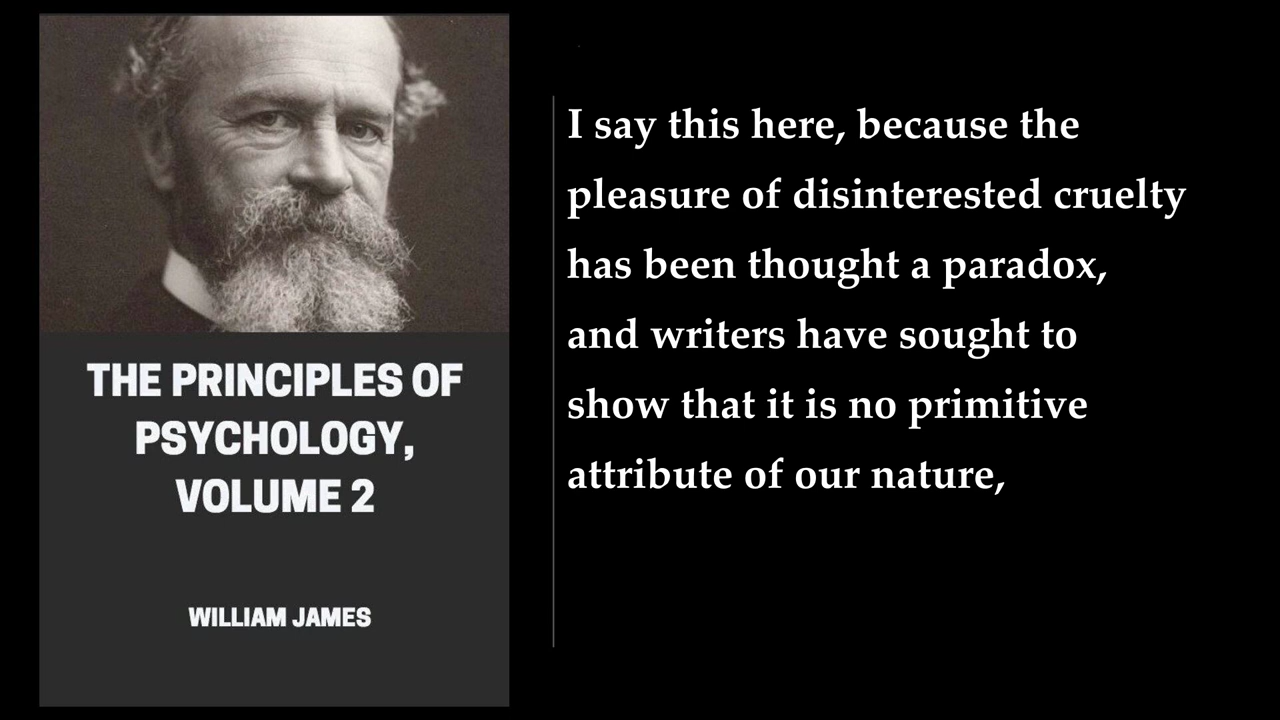 THE PRINCIPLES OF
PSYCHOLOGY,
VOLUME 2
WILLIAM JAMES
I say this here, because the
pleasure of disinterested cruelty
has been thought a paradox,
and writers have sought to
show that it is no primitive
attribute of our nature,